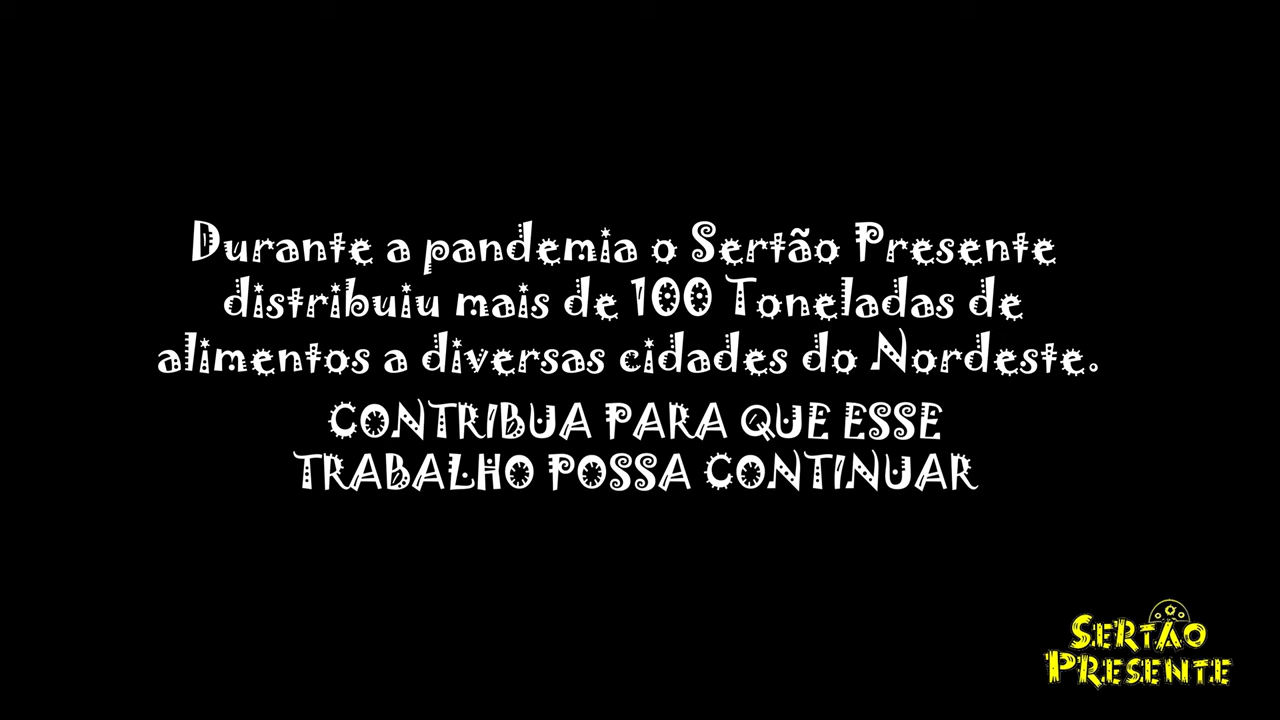 Durante a pandemia o Sertão Presente
distribuiu mais de 100 Toneladas de
alimentos a diversas cidades do Nordeste.
CONTRIBUA PARA QUE ESSE
TRABALHO POSSA CONTINUAR
SERTÃO
PRESENTE